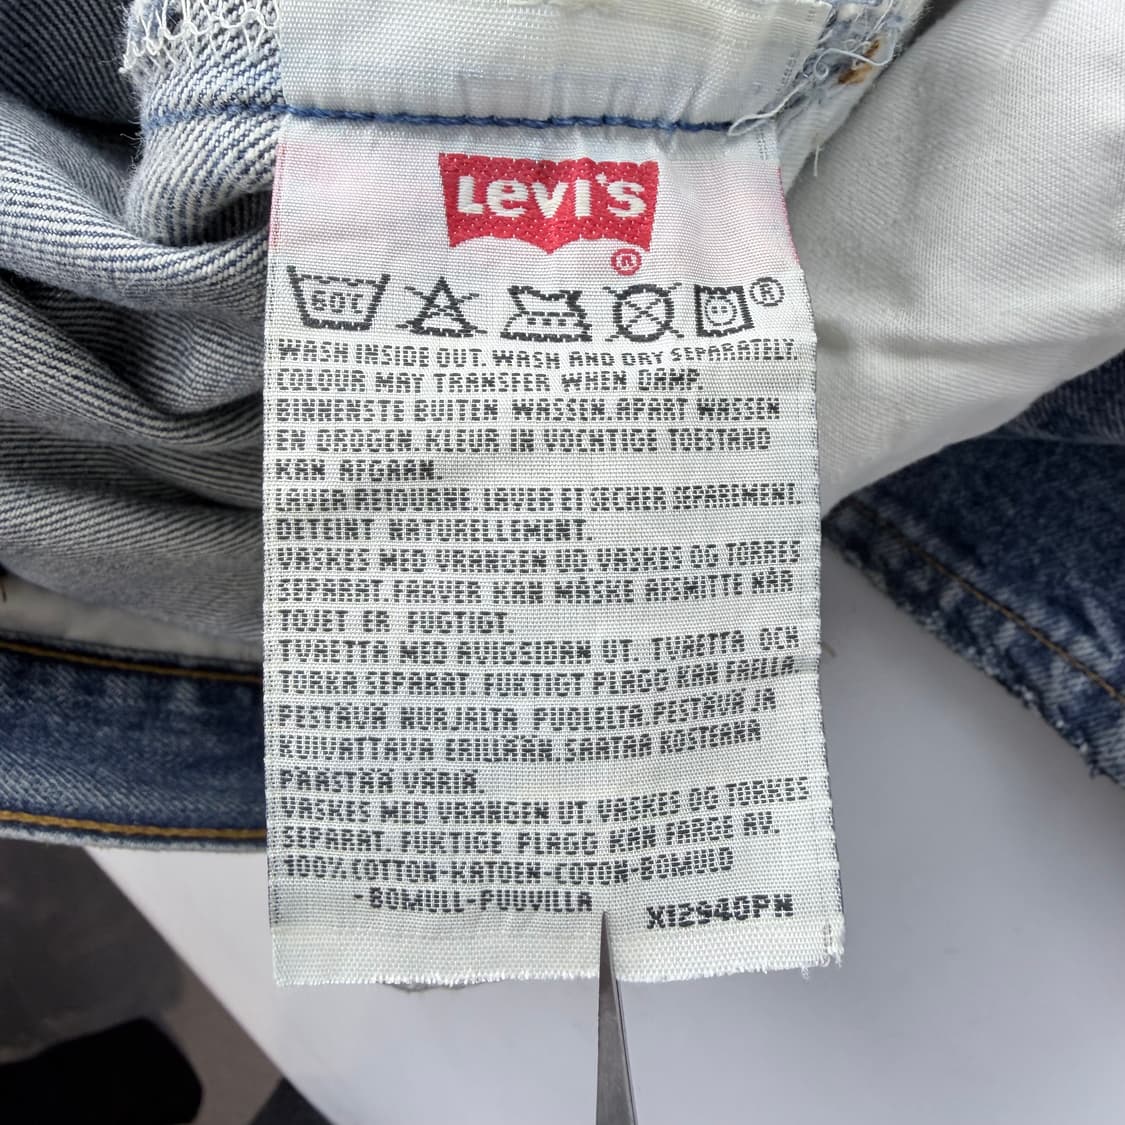 Levi's
®
60°C
®
WASH INSIDE OUT. WASH AND DRY SEPARATELY.
COLOUR MAY TRANSFER WHEN DAMP.
BINNENSTE BUITEN WASSEN. APART WASSEN
EN DROGEN. KLEUR IN VOCHTIGE TOESTAND
KAN AFGAAN.
LAVER RETOURNE. LAVER ET SECHER SEPAREMENT.
DETEINT NATURELLEMENT.
VASKES MED VRANGEN UD. VASKES OG TORRES
SEPARAT. FARVER KAN MÅSKE AFSMITTE NÅR
TOJET ER FUGTIGT.
TVAETTA MED AVIGSIDAN UT. TVAETTA OCH
TORKA SEPARAT. FUKTIGT PLAGG KAN FAELLA.
PESTÄVÄ NURJALTA PUOLELTA. PESTÄVÄ JA
KUIVATTAVA ERILLÄÄN. SAATAA KOSTEANA
PÄÄSTÄÄ VÄRIÄ.
VASKES MED VRANGEN UT. VASKES OG TORKES
SEPARAT. FUKTIGE PLAGG KAN FARGE AV.
100% COTTON-KATOEN-COTON-BOMULD
-BOMULL-PUUVILLA
X12940PN